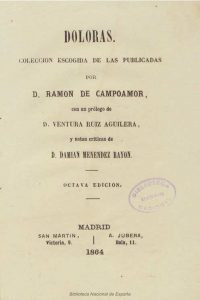 DOLORAS.
COLECCION ESCOGIDA DE LAS PUBLICADAS
POR
D. RAMON DE CAMPOAMOR,
con un prólogo de
D. VENTURA RUIZ AGUILERA,
y notas críticas de
D. DAMIAN MENENDEZ RAYON.
OCTAVA EDICION.
BIBLIOTECA
MADRID
SAN MARTIN, A. JUBERA,
Victoria, 9. Bola, 11.
1864
Biblioteca Nacional de España